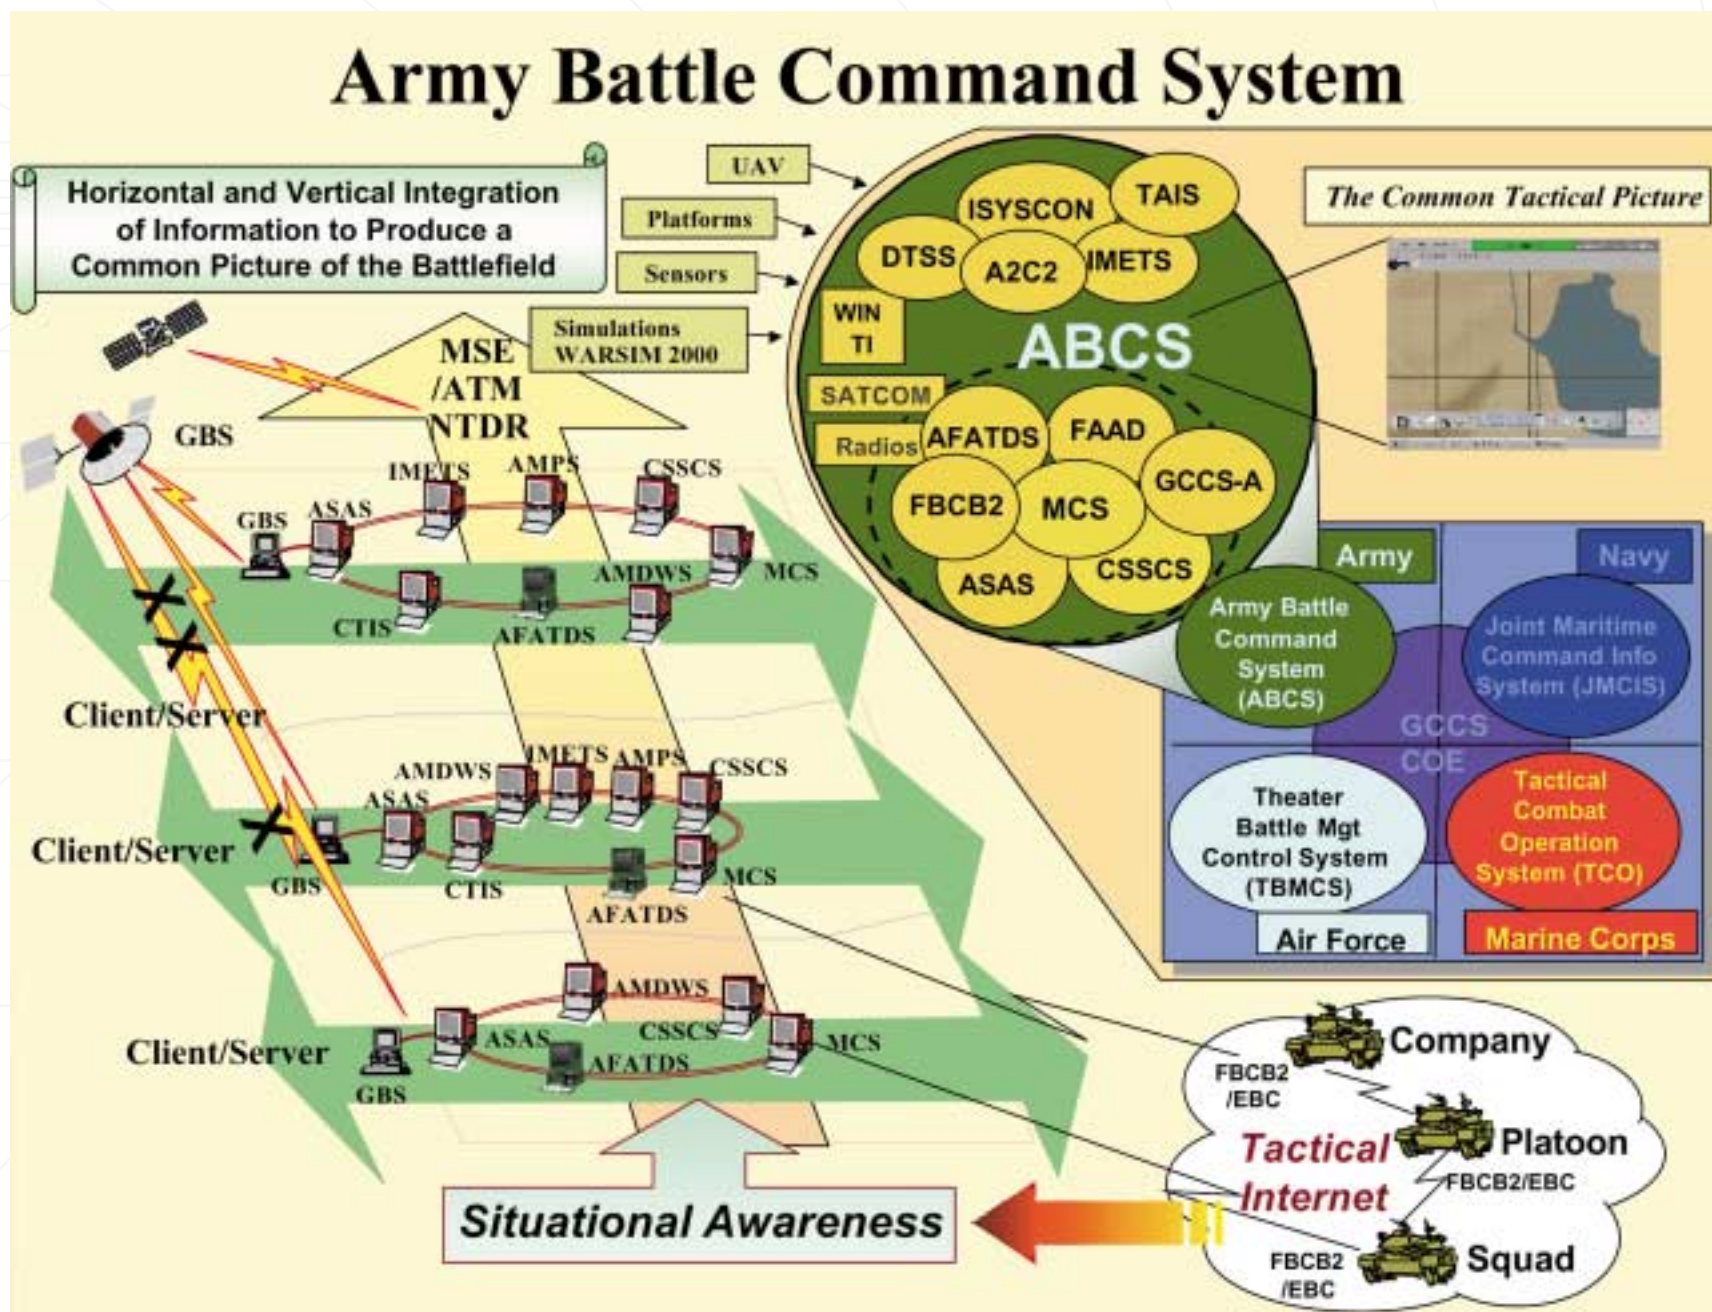 Army Battle Command System
Horizontal and Vertical Integration
of Information to Produce a
Common Picture of the Battlefield
UAV
Platforms
Sensors
Simulations
WARSIM 2000
MSE
/ATM
NTDR
GBS
IMETS
AMPS
CSSCS
GBS
ASAS
AMDWS
MCS
CTIS
AFATDS
Client/Server
IMETS
AMPS
AMDWS
CSSCS
ASAS
Client/Server
GBS
CTIS
MCS
AFATDS
AMDWS
CSSCS
ASAS
MCS
Client/Server
AFATDS
GBS
Situational Awareness
ISYSCON
TAIS
DTSS
A2C2
IMETS
WIN
TI
ABCS
SATCOM
Radios
AFATDS
FAAD
GCCS-A
FBCB2
MCS
ASAS
CSSCS
The Common Tactical Picture
Army
Navy
Army Battle
Command
System
(ABCS)
Joint Maritime
Command Info
System (JMCIS)
GCCS
COE
Theater
Battle Mgt
Control System
(TBMCS)
Tactical
Combat
Operation
System (TCO)
Air Force
Marine Corps
Company
FBCB2
/EBC
Tactical
Internet
Platoon
FBCB2/EBC
Squad
FBCB2
/EBC